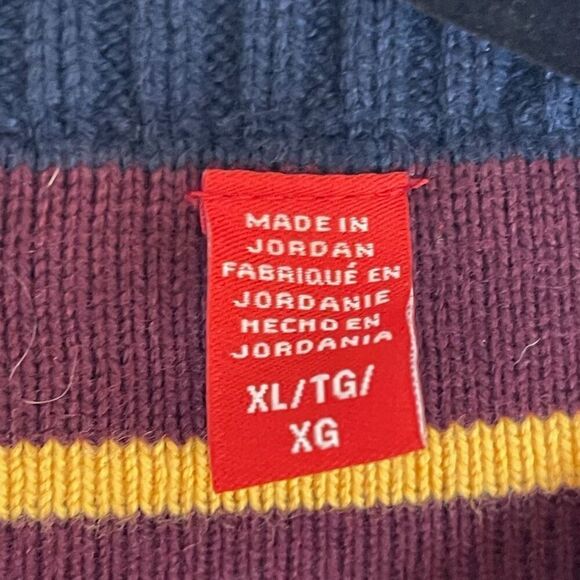 MADE IN
JORDAN
FABRIQUÉ EN
JORDANIE
HECHO EN
JORDANIA
XL/TG/
XG